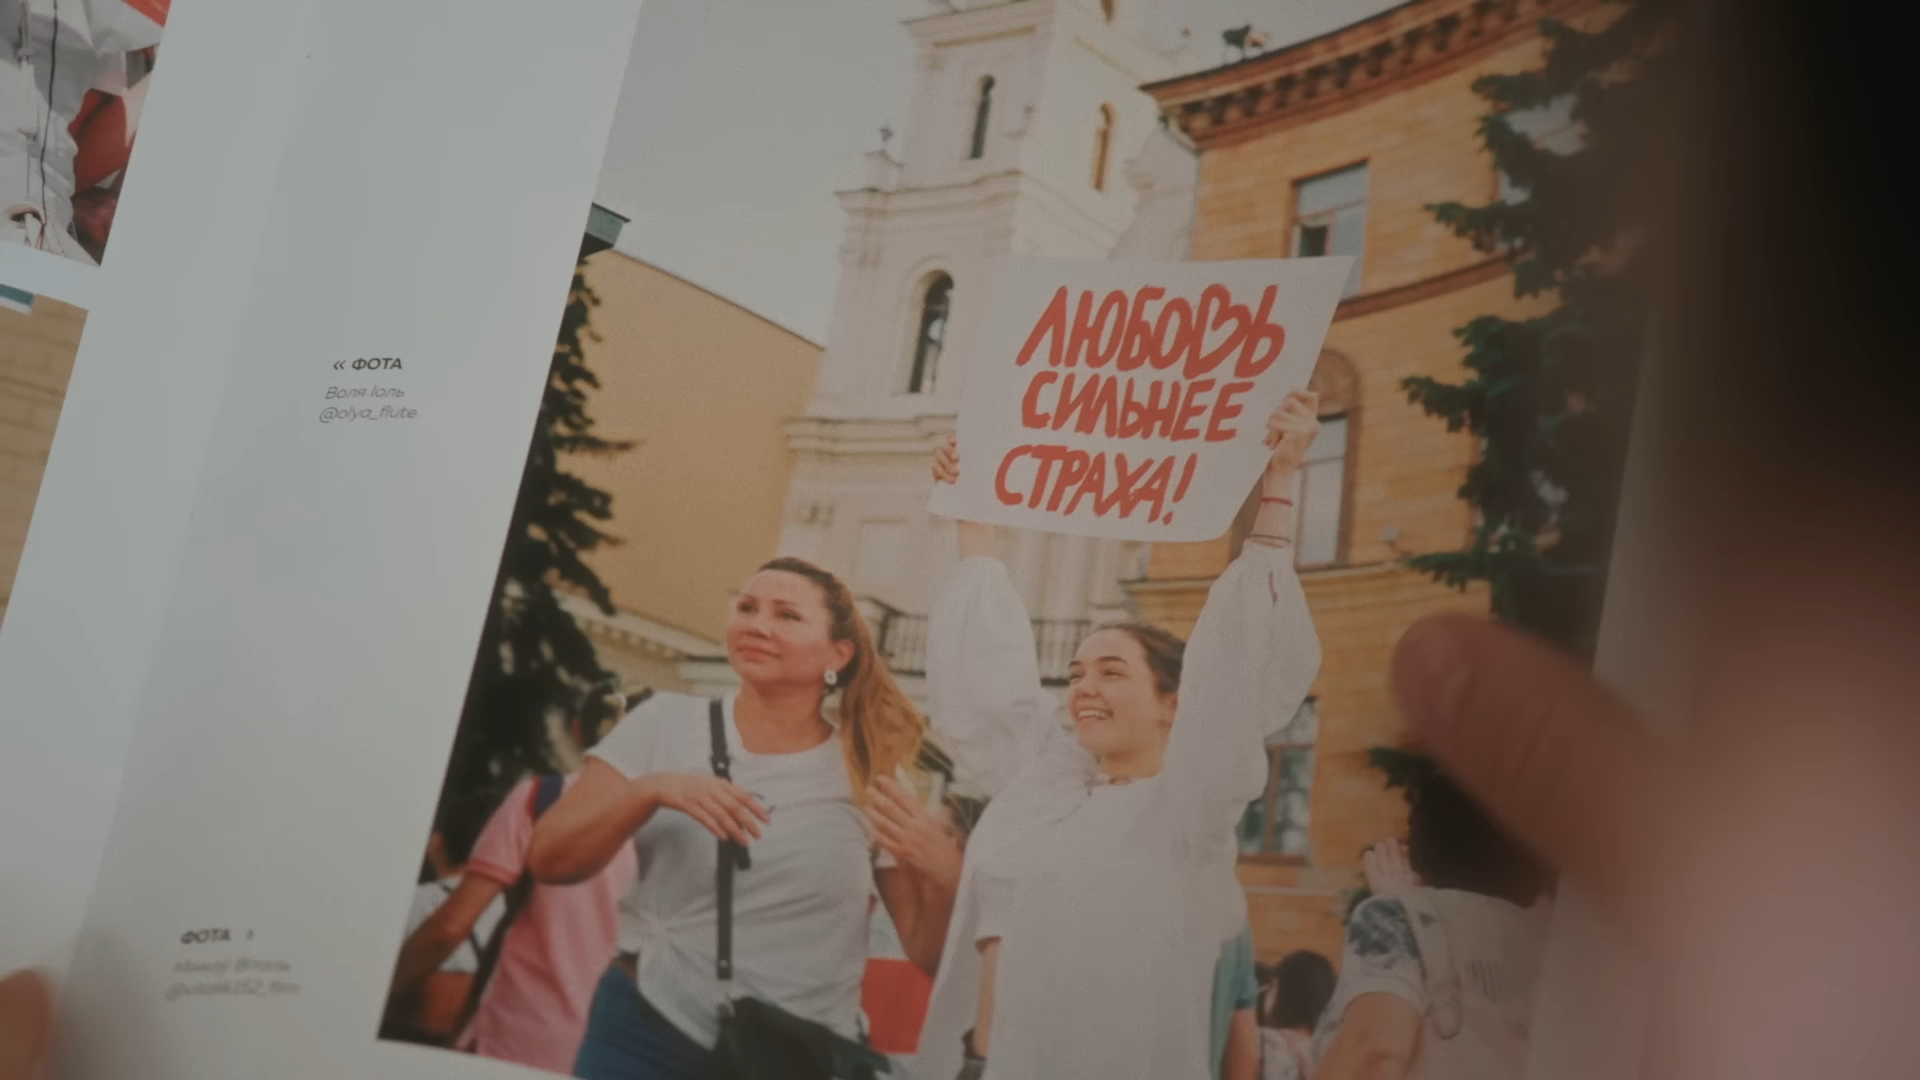 « ФОТА
Воля Іоль
@olya_flute
ЛЮБОВЬ
СИЛЬНЕЕ
СТРАХА!
ФОТА ›